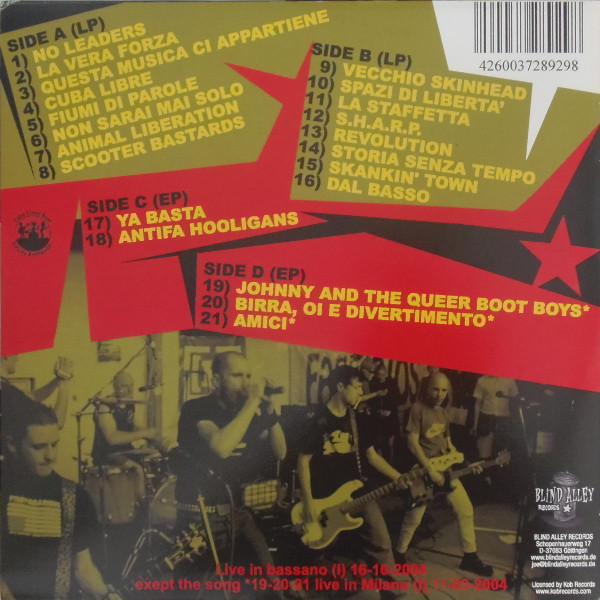 SIDE A (LP)
1) NO LEADERS
2) LA VERA FORZA
3) QUESTA MUSICA CI APPARTIENE
4) CUBA LIBRE
5) FIUMI DI PAROLE
6) NON SARAI MAI SOLO
7) ANIMAL LIBERATION
8) SCOOTER BASTARDS
SIDE B (LP)
9) VECCHIO SKINHEAD
10) SPAZI DI LIBERTA'
11) LA STAFFETTA
12) S.H.A.R.P.
13) REVOLUTION
14) STORIA SENZA TEMPO
15) SKANKIN' TOWN
16) DAL BASSO
4260037289298
SIDE C (EP)
17) YA BASTA
18) ANTIFA HOOLIGANS
SIDE D (EP)
19) JOHNNY AND THE QUEER BOOT BOYS*
20) BIRRA, OI E DIVERTIMENTO*
21) AMICI*
BLIND ALLEY
RECORDS
BLIND ALLEY RECORDS
Schopenhauerweg 17
D-37083 Göttingen
www.blindalleyrecords.de
joe@blindalleyrecords.de
Licensed by Kob Records
www.kobrecords.com
Live in bassano (I) 16-10-2004
exept the song *19-20-21 live in Milano (I) 11-03-2004